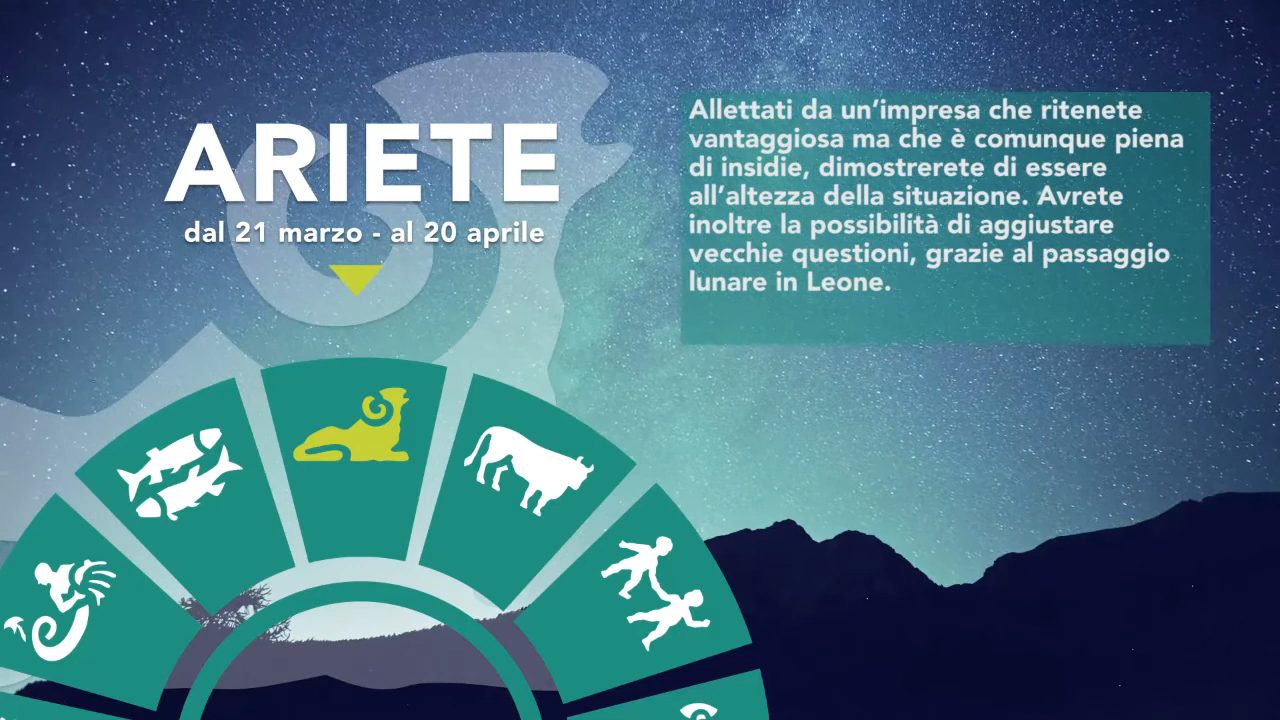 ARIETE
dal 21 marzo - al 20 aprile
Allettati da un’impresa che ritenete
vantaggiosa ma che è comunque piena
di insidie, dimostrerete di essere
all’altezza della situazione. Avrete
inoltre la possibilità di aggiustare
vecchie questioni, grazie al passaggio
lunare in Leone.